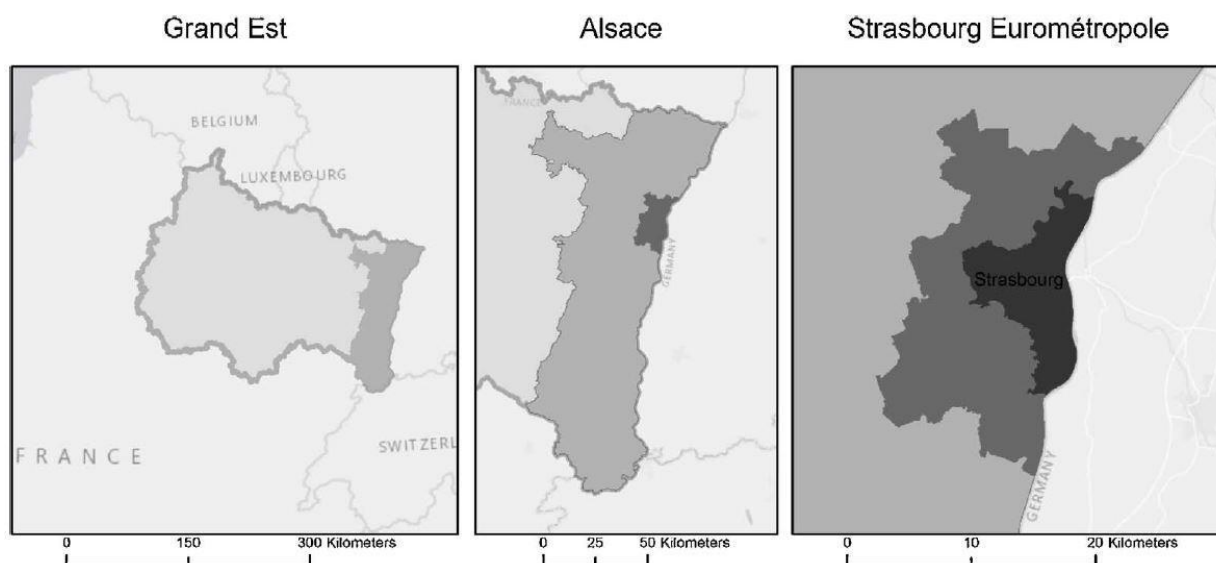 Grand Est
Alsace
Strasbourg Eurométropole
BELGIUM
LUXEMBOURG
FRANCE
SWITZERL
FRANCE
GERMANY
Strasbourg
GERMANY
0 150 300 Kilometers
0 25 50 Kilometers
0 10 20 Kilometers